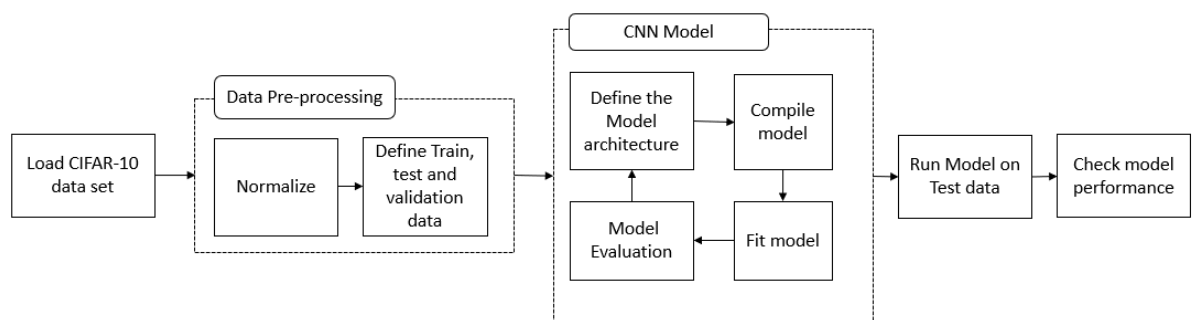 Load CIFAR-10
data set
Data Pre-processing
Normalize
Define Train,
test and
validation
data
CNN Model
Define the
Model
architecture
Compile
model
Fit model
Model
Evaluation
Run Model on
Test data
Check model
performance